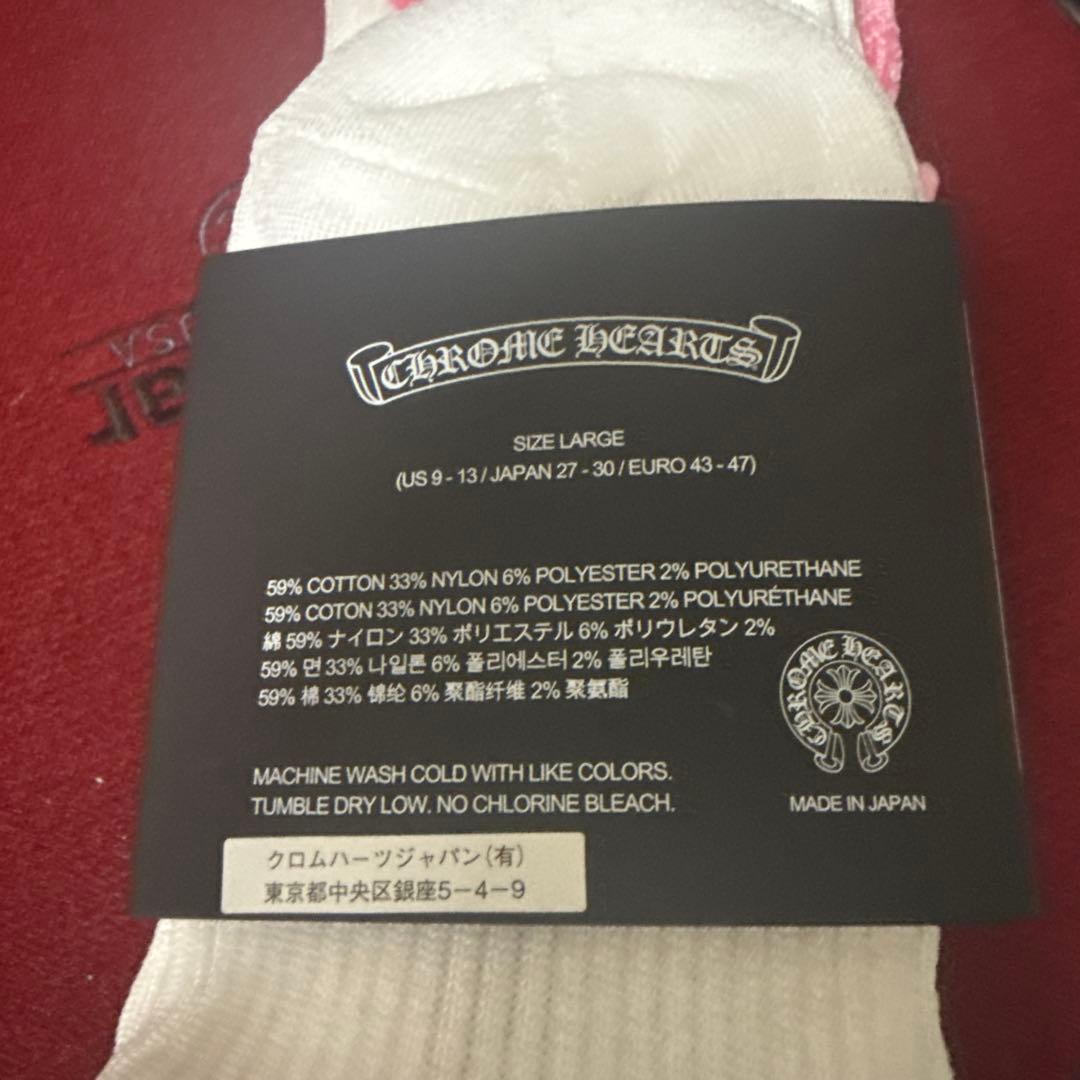 CHROME HEARTS
SIZE LARGE
(US 9 - 13 / JAPAN 27 - 30 / EURO 43 - 47)
59% COTTON 33% NYLON 6% POLYESTER 2% POLYURETHANE
59% COTON 33% NYLON 6% POLYESTER 2% POLYURÉTHANE
綿 59% ナイロン 33% ポリエステル 6% ポリウレタン 2%
59% 면 33% 나일론 6% 폴리에스터 2% 폴리우레탄
59% 棉 33% 锦纶 6% 聚酯纤维 2% 聚氨酯
CHROME HEARTS
MACHINE WASH COLD WITH LIKE COLORS.
TUMBLE DRY LOW. NO CHLORINE BLEACH.
MADE IN JAPAN
クロムハーツジャパン(有)
東京都中央区銀座5-4-9
USA